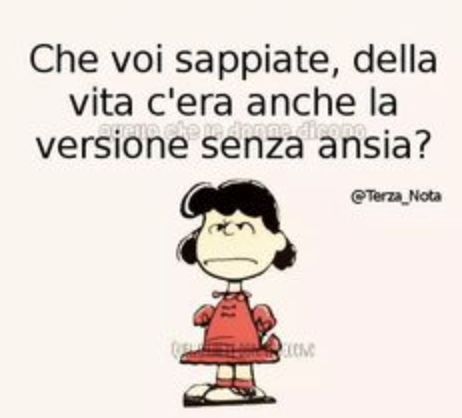 Che voi sappiate, della
vita c'era anche la
versione senza ansia?
@Terza_Nota